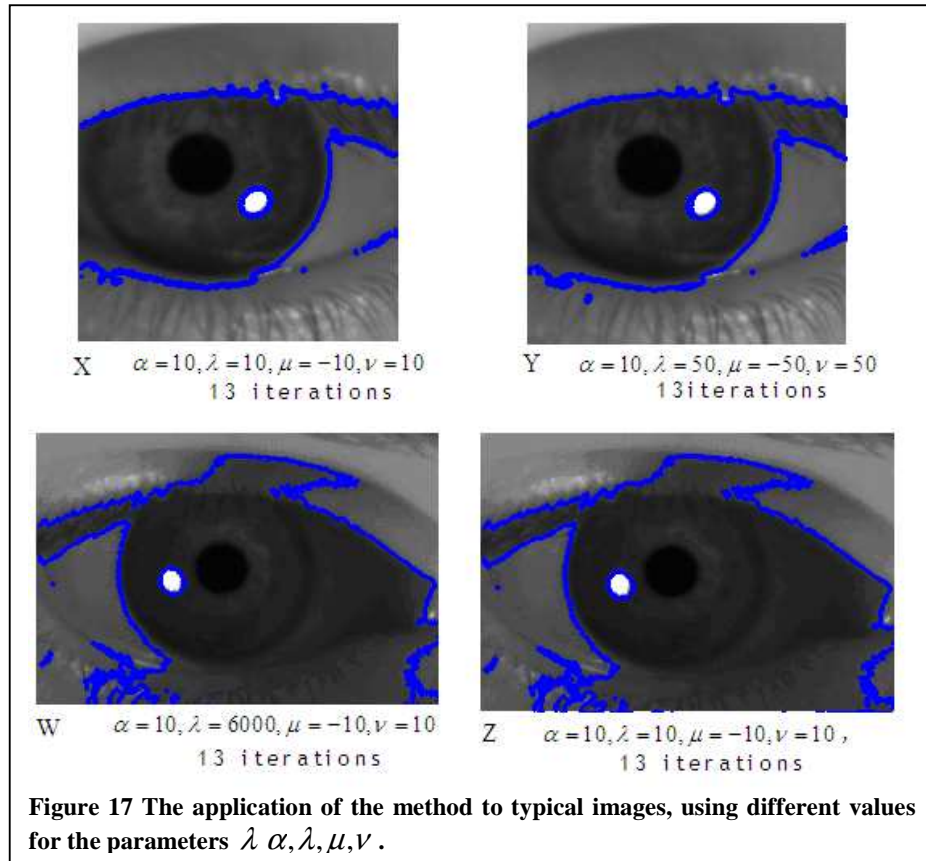 X α=10, λ=10, μ=−10, ν=10
13 iterations
Y α=10, λ=50, μ=−50, ν=50
13iterations
W α=10, λ=6000, μ=−10, ν=10
13 iterations
Z α=10, λ=10, μ=−10, ν=10 ,
13 iterations
Figure 17 The application of the method to typical images, using different values
for the parameters λ α,λ,μ,ν .